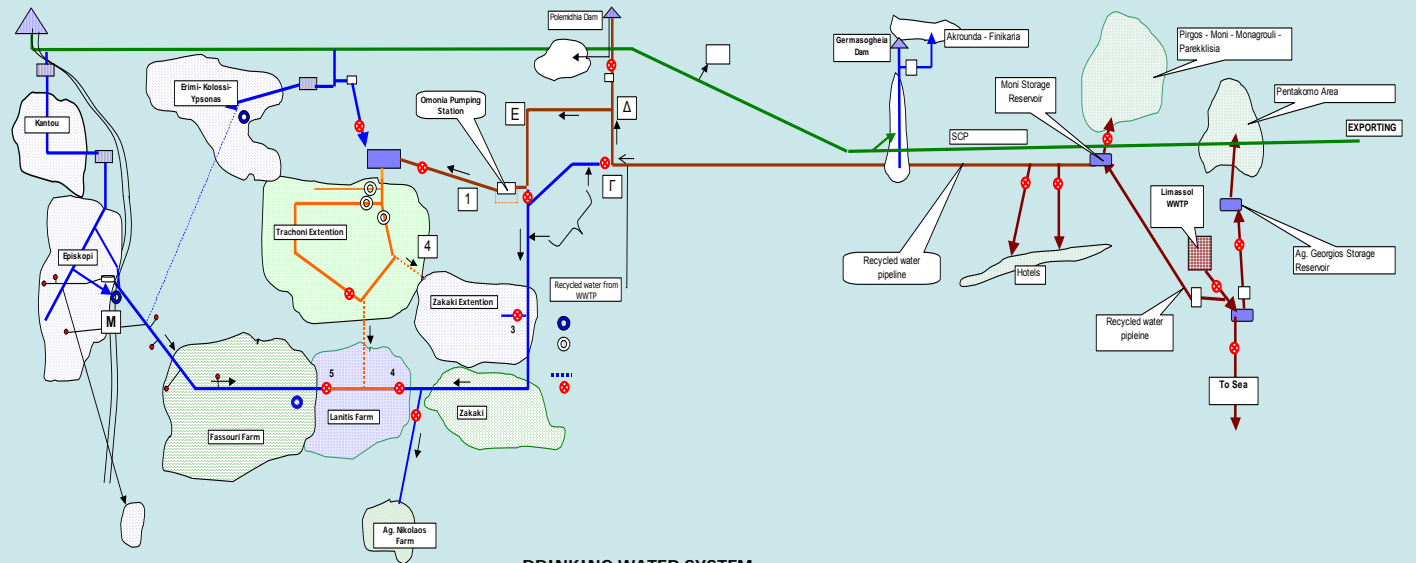 Polemidhia Dam
Germasogheia
Dam
Akrounda - Finikaria
Pirgos - Moni - Monagrouli -
Parekklisia
Erimi- Kolossi-
Ypsonas
Moni Storage
Reservoir
Pentakomo Area
Omonia Pumping
Station
E
Δ
Kantou
EXPORTING
SCP
1
Γ
Limassol
WWTP
Trachoni Extention
4
Episkopi
Recycled water
pipeline
Hotels
Ag. Georgios Storage
Reservoir
Recycled water from
WWTP
Zakaki Extention
3
M
Recycled water
pipleine
5
4
To Sea
Lanitis Farm
Zakaki
Fassouri Farm
Ag. Nikolaos
Farm
DRINKING WATER SYSTEM